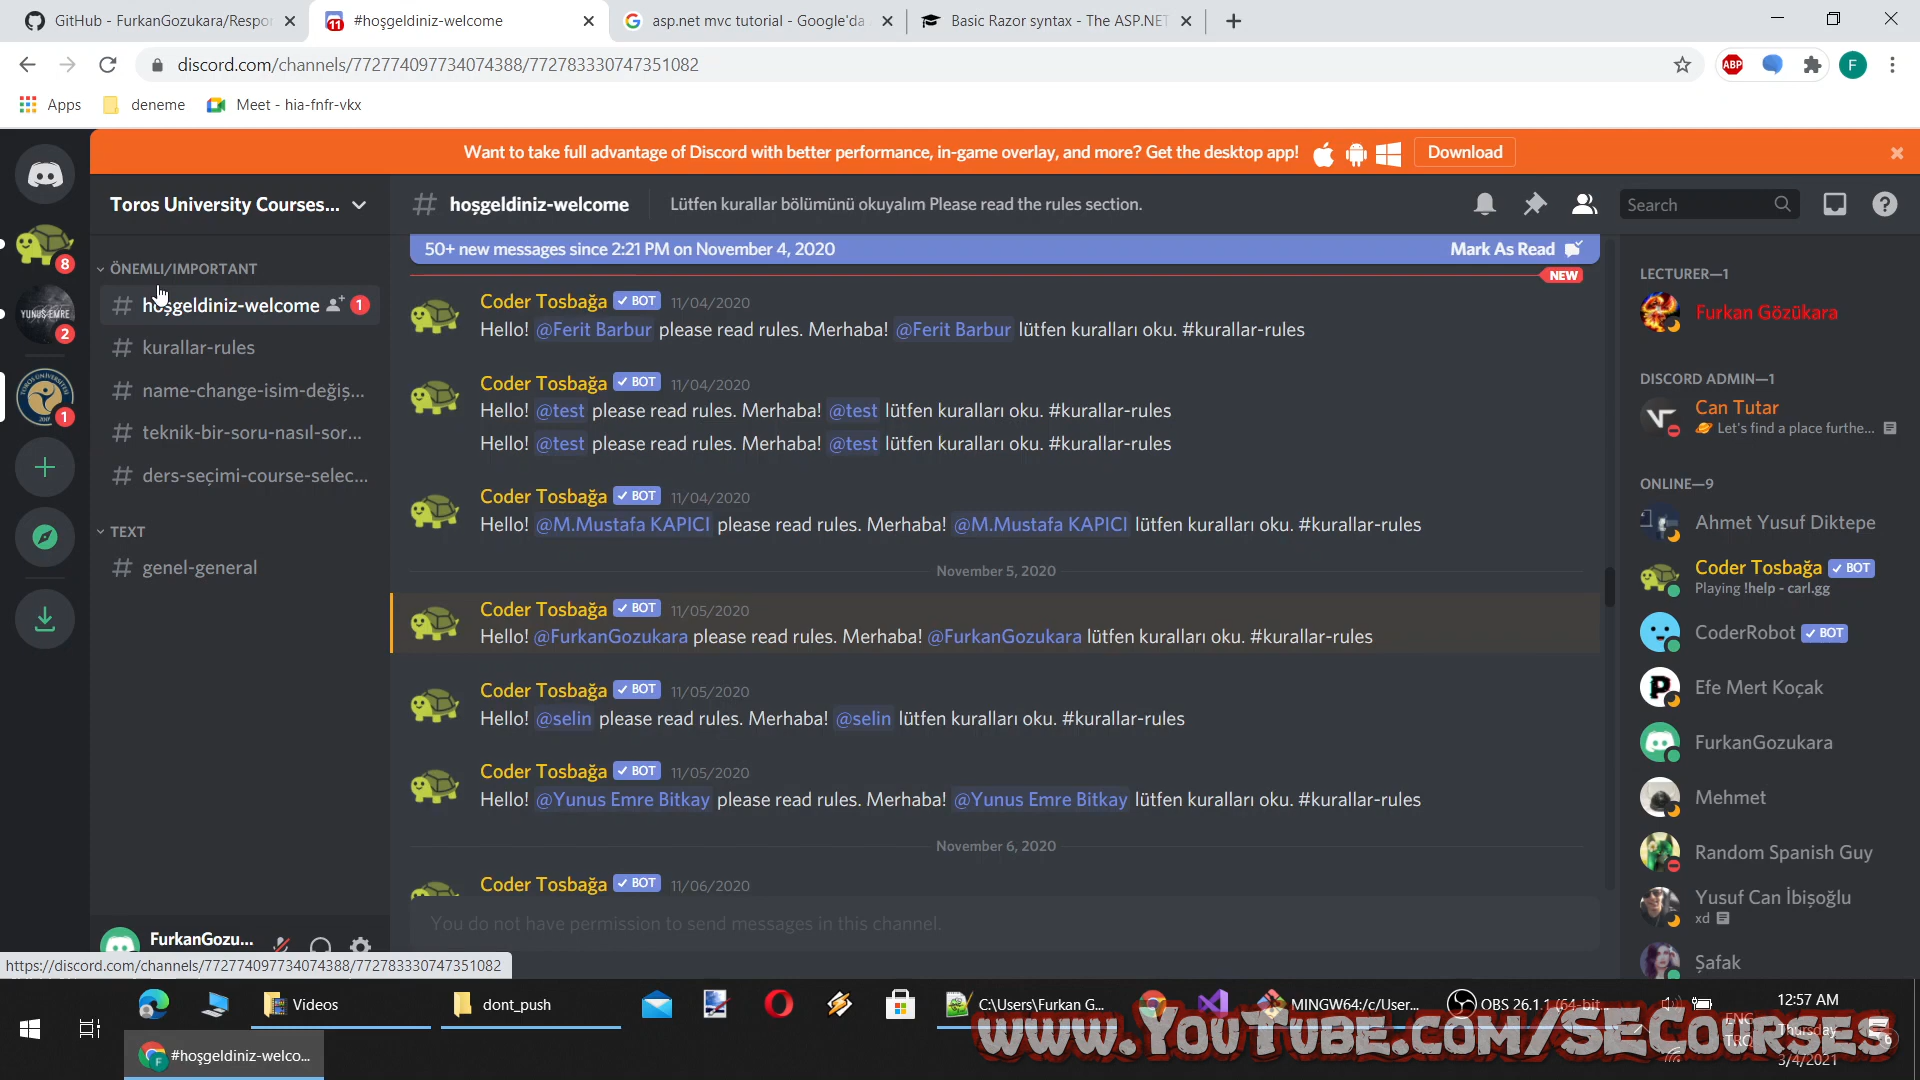 GitHub - FurkanGozukara/Respo
#hoşgeldiniz-welcome
asp.net mvc tutorial - Google'da
Basic Razor syntax - The ASP.NET
discord.com/channels/772774097734074388/772783330747351082
ABP
F
Apps
deneme
Meet - hia-fnfr-vkx
Want to take full advantage of Discord with better performance, in-game overlay, and more? Get the desktop app!
Download
Toros University Courses...
hoşgeldiniz-welcome
Lütfen kurallar bölümünü okuyalım Please read the rules section.
Search
8
YUNUS EMRE
2
1
ÖNEMLI/IMPORTANT
hoşgeldiniz-welcome
1
kurallar-rules
name-change-isim-değiş...
teknik-bir-soru-nasıl-sor...
ders-seçimi-course-selec...
TEXT
genel-general
50+ new messages since 2:21 PM on November 4, 2020
Mark As Read
NEW
Coder Tosbağa BOT 11/04/2020
Hello! @Ferit Barbur please read rules. Merhaba! @Ferit Barbur lütfen kuralları oku. #kurallar-rules
Coder Tosbağa BOT 11/04/2020
Hello! @test please read rules. Merhaba! @test lütfen kuralları oku. #kurallar-rules
Hello! @test please read rules. Merhaba! @test lütfen kuralları oku. #kurallar-rules
Coder Tosbağa BOT 11/04/2020
Hello! @M.Mustafa KAPICI please read rules. Merhaba! @M.Mustafa KAPICI lütfen kuralları oku. #kurallar-rules
November 5, 2020
Coder Tosbağa BOT 11/05/2020
Hello! @FurkanGozukara please read rules. Merhaba! @FurkanGozukara lütfen kuralları oku. #kurallar-rules
Coder Tosbağa BOT 11/05/2020
Hello! @selin please read rules. Merhaba! @selin lütfen kuralları oku. #kurallar-rules
Coder Tosbağa BOT 11/05/2020
Hello! @Yunus Emre Bitkay please read rules. Merhaba! @Yunus Emre Bitkay lütfen kuralları oku. #kurallar-rules
November 6, 2020
Coder Tosbağa BOT 11/06/2020
You do not have permission to send messages in this channel.
LECTURER—1
Furkan Gözükara
DISCORD ADMIN—1
Can Tutar
Let's find a place furthe...
ONLINE—9
Ahmet Yusuf Diktepe
Coder Tosbağa BOT
Playing !help - carl.gg
CoderRobot BOT
Efe Mert Koçak
FurkanGozukara
Mehmet
Random Spanish Guy
Yusuf Can İbişoğlu
xd
Şafak
FurkanGozu...
https://discord.com/channels/772774097734074388/772783330747351082
Videos
dont_push
C:\Users\Furkan G...
MINGW64:/c/User...
OBS 26.1.1 (64-bit...
ENG
12:57 AM
Thursday
3/4/2021
#hoşgeldiniz-welco...
www.YouTube.com/SECourses